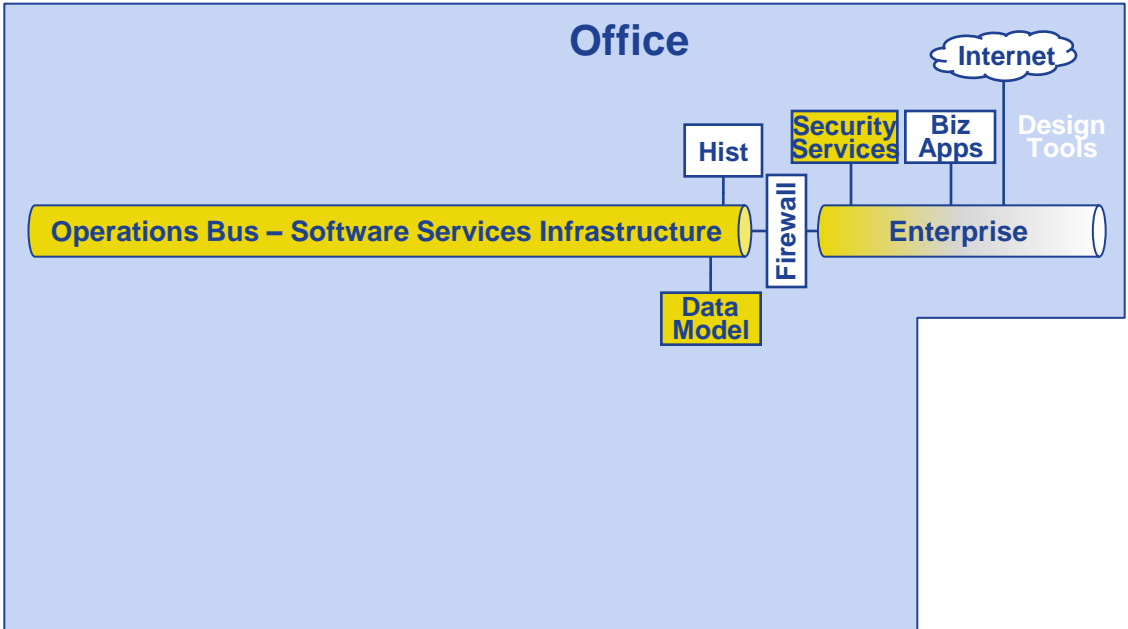 Office
Internet
Security
Services
Biz
Apps
Design
Tools
Hist
Firewall
Operations Bus – Software Services Infrastructure
Enterprise
Data
Model